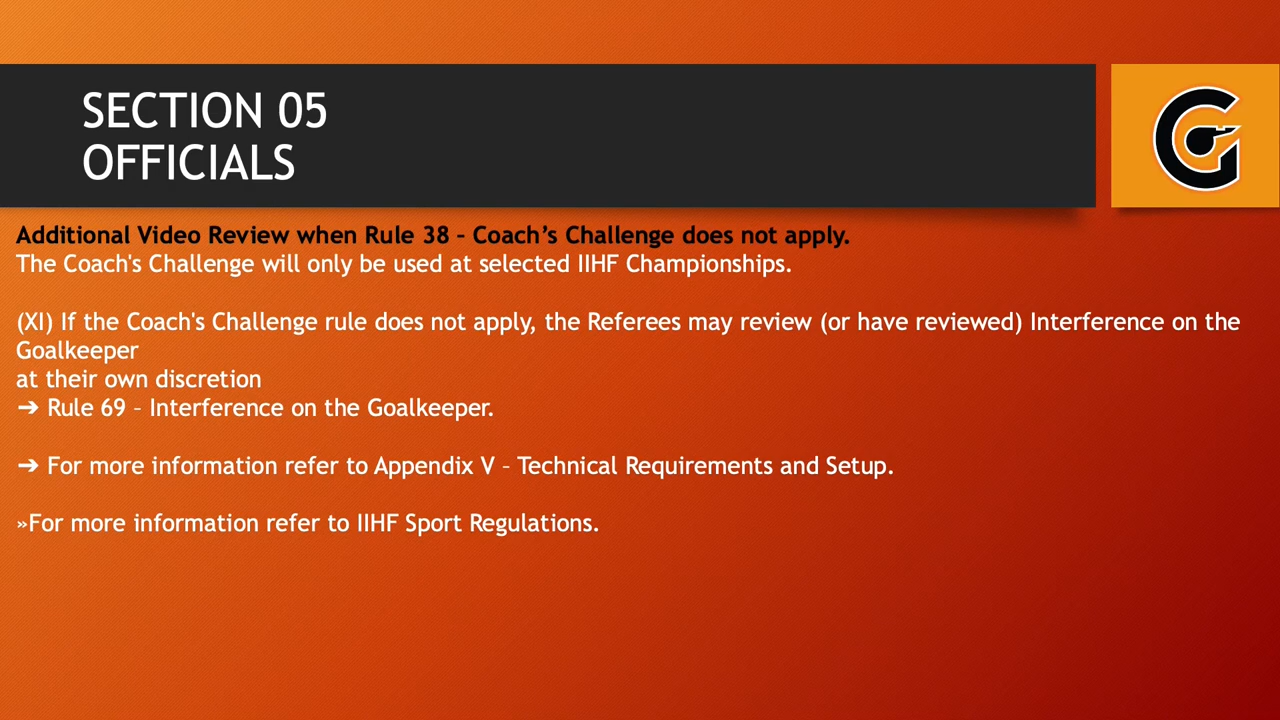 SECTION 05
OFFICIALS
G
Additional Video Review when Rule 38 – Coach’s Challenge does not apply.
The Coach's Challenge will only be used at selected IIHF Championships.
(XI) If the Coach's Challenge rule does not apply, the Referees may review (or have reviewed) Interference on the
Goalkeeper
at their own discretion
➔ Rule 69 – Interference on the Goalkeeper.
➔ For more information refer to Appendix V – Technical Requirements and Setup.
»For more information refer to IIHF Sport Regulations.